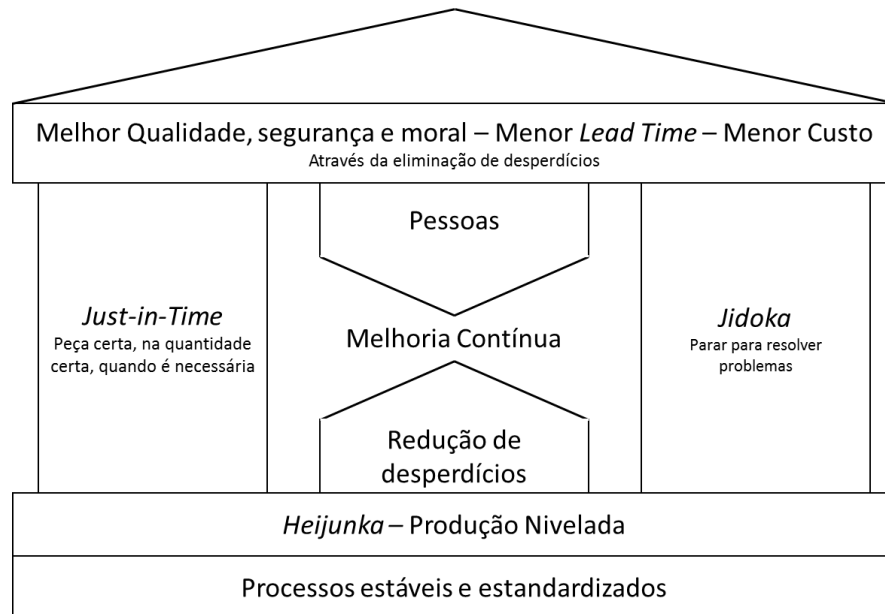 Melhor Qualidade, segurança e moral – Menor Lead Time – Menor Custo
Através da eliminação de desperdícios
Pessoas
Just-in-Time
Peça certa, na quantidade
certa, quando é necessária
Melhoria Contínua
Jidoka
Parar para resolver
problemas
Redução de
desperdícios
Heijunka – Produção Nivelada
Processos estáveis e estandardizados